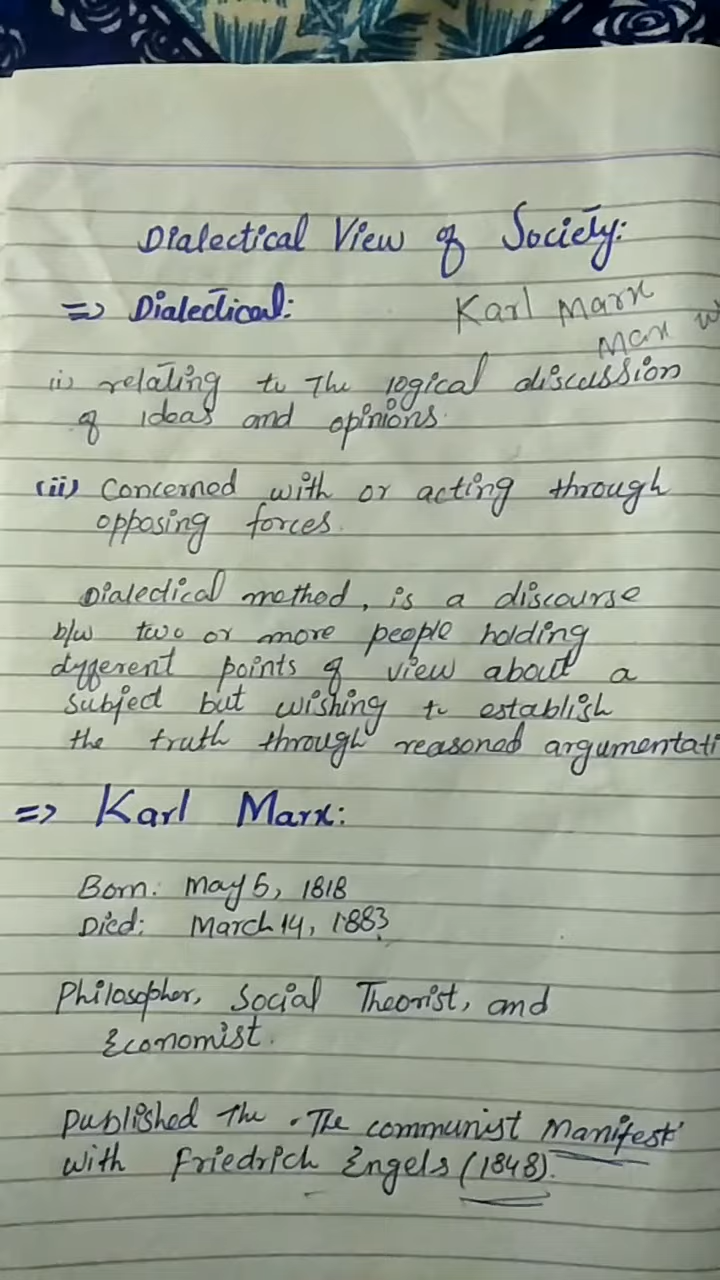 Dialectical View of Society:
=> Dialectical:
Karl Marx
Max
(i) relating to The logical discussion
of ideas and opinions.
(ii) Concerned with or acting through
opposing forces.
Dialectical method, is a discourse
b/w two or more people holding
different points of view about a
subject but wishing to establish
the truth through reasoned argumentati
=> Karl Marx:
Born: May 5, 1818
Died: March 14, 1883
Philosopher, Social Theorist, and
Economist.
Published The "The Communist Manifest
with Friedrich Engels (1848).